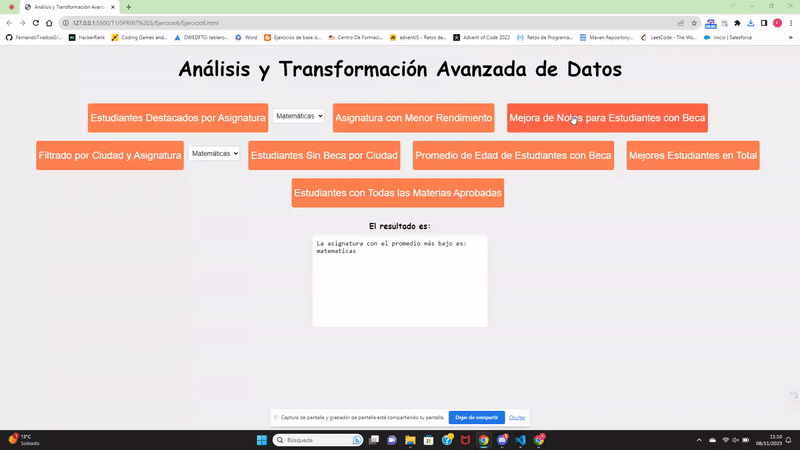 Análisis y Transformación Avanzada
127.0.0.1:5500/T1/SPRINT%203/Ejercicio6/Ejercicio6.html
FernandoTiradosG/...
HackerRank
Coding Games and...
DWEDFTG: tablero...
Word
Ejercicios de base d...
Centro De Formaci...
adventJS - Retos de...
Advent of Code 2022
Retos de Programa...
Maven Repository:...
LeetCode - The Wo...
Inicio | Salesforce
Análisis y Transformación Avanzada de Datos
Estudiantes Destacados por Asignatura
Matemáticas
Asignatura con Menor Rendimiento
Mejora de Notas para Estudiantes con Beca
Filtrado por Ciudad y Asignatura
Matemáticas
Estudiantes Sin Beca por Ciudad
Promedio de Edad de Estudiantes con Beca
Mejores Estudiantes en Total
Estudiantes con Todas las Materias Aprobadas
El resultado es:
La asignatura con el promedio más bajo es:
matematicas
Captura de pantalla y grabador de pantalla está compartiendo tu pantalla.
Dejar de compartir
Ocultar
13°C
Soleado
Búsqueda
11:10
08/11/2023